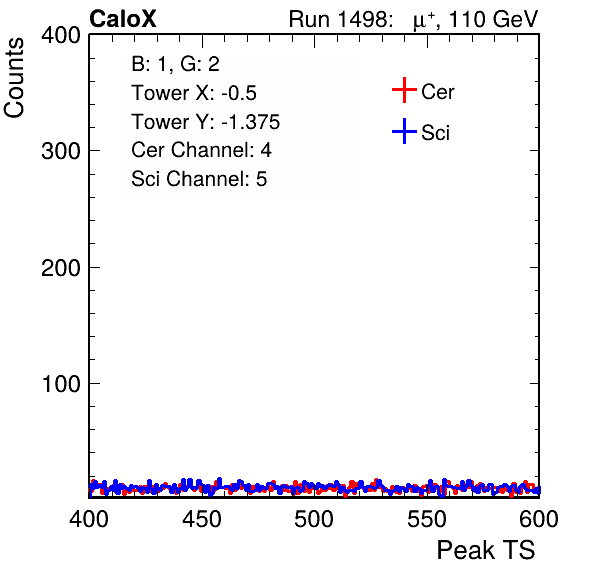 CaloX Run 1498: μ⁺, 110 GeV
Counts
400
300
200
100
B: 1, G: 2
Tower X: -0.5
Tower Y: -1.375
Cer Channel: 4
Sci Channel: 5
Cer
Sci
400 450 500 550 600
Peak TS